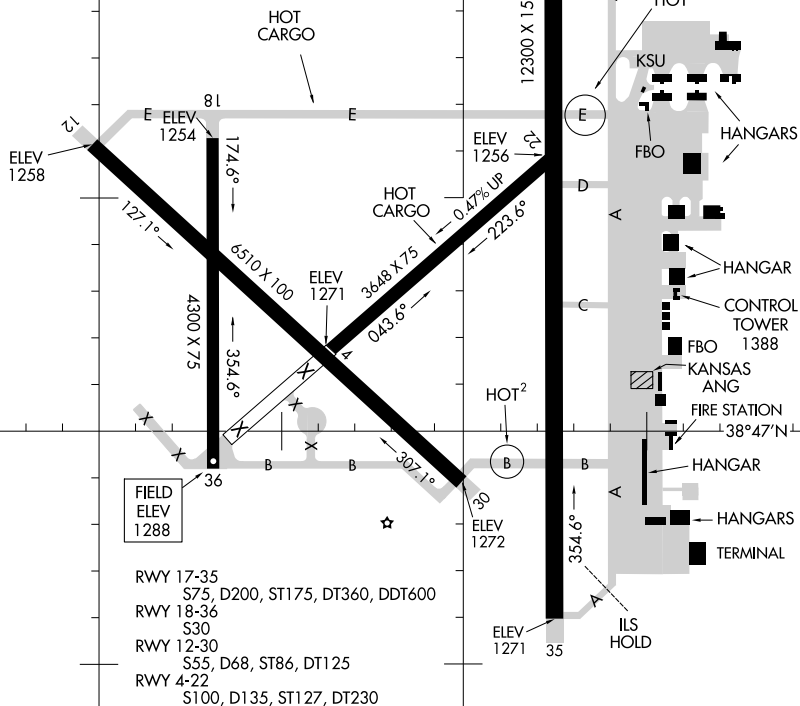 HOT
CARGO
12300 X 15
HOT
KSU
HANGARS
FBO
E
ELEV
1254
18
E
E
12
ELEV
1258
174.6°
ELEV
1256
22
0.47% UP
HOT
CARGO
223.6°
D
A
127.1°
6510 X 100
ELEV
1271
3648 X 75
043.6°
HANGAR
CONTROL
TOWER
1388
C
4300 X 75
354.6°
4
FBO
KANSAS
ANG
X
X
X
X
X
X
HOT2
FIRE STATION
38°47'N
B
B
B
B
307.1°
HANGAR
36
30
A
FIELD
ELEV
1288
ELEV
1272
354.6°
HANGARS
TERMINAL
RWY 17-35
S75, D200, ST175, DT360, DDT600
RWY 18-36
S30
RWY 12-30
S55, D68, ST86, DT125
RWY 4-22
S100, D135, ST127, DT230
A
ILS
HOLD
ELEV
1271
35